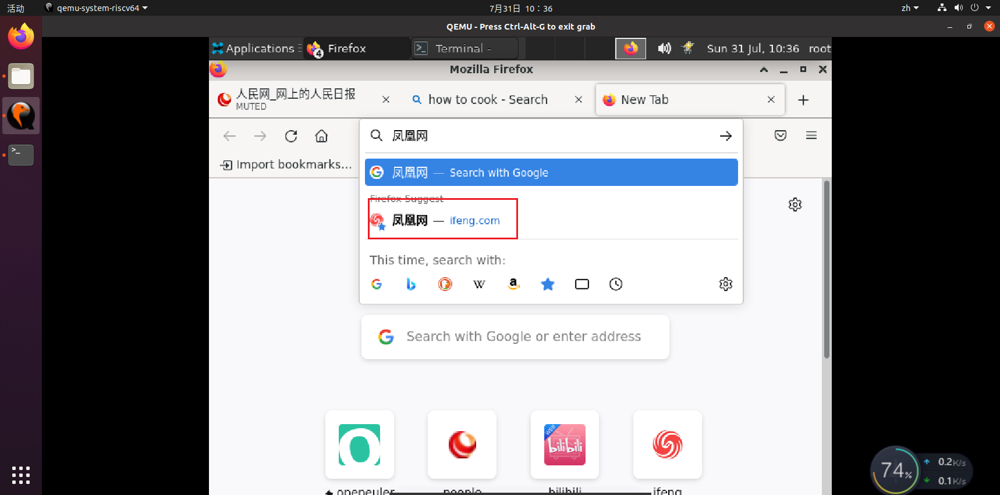 活动 qemu-system-riscv64 7月31日 10：36 zh
QEMU - Press Ctrl-Alt-G to exit grab
Applications 4 Firefox Terminal - Sun 31 Jul, 10:36 root
Mozilla Firefox
人民网_网上的人民日报
MUTED
how to cook - Search
New Tab
凤凰网
Import bookmarks...
凤凰网 — Search with Google
Firefox Suggest
凤凰网 — ifeng.com
This time, search with:
Search with Google or enter address
WEB
bilibili
openeuler people bilibili ifeng
74%
0.2K/s
0.1K/s